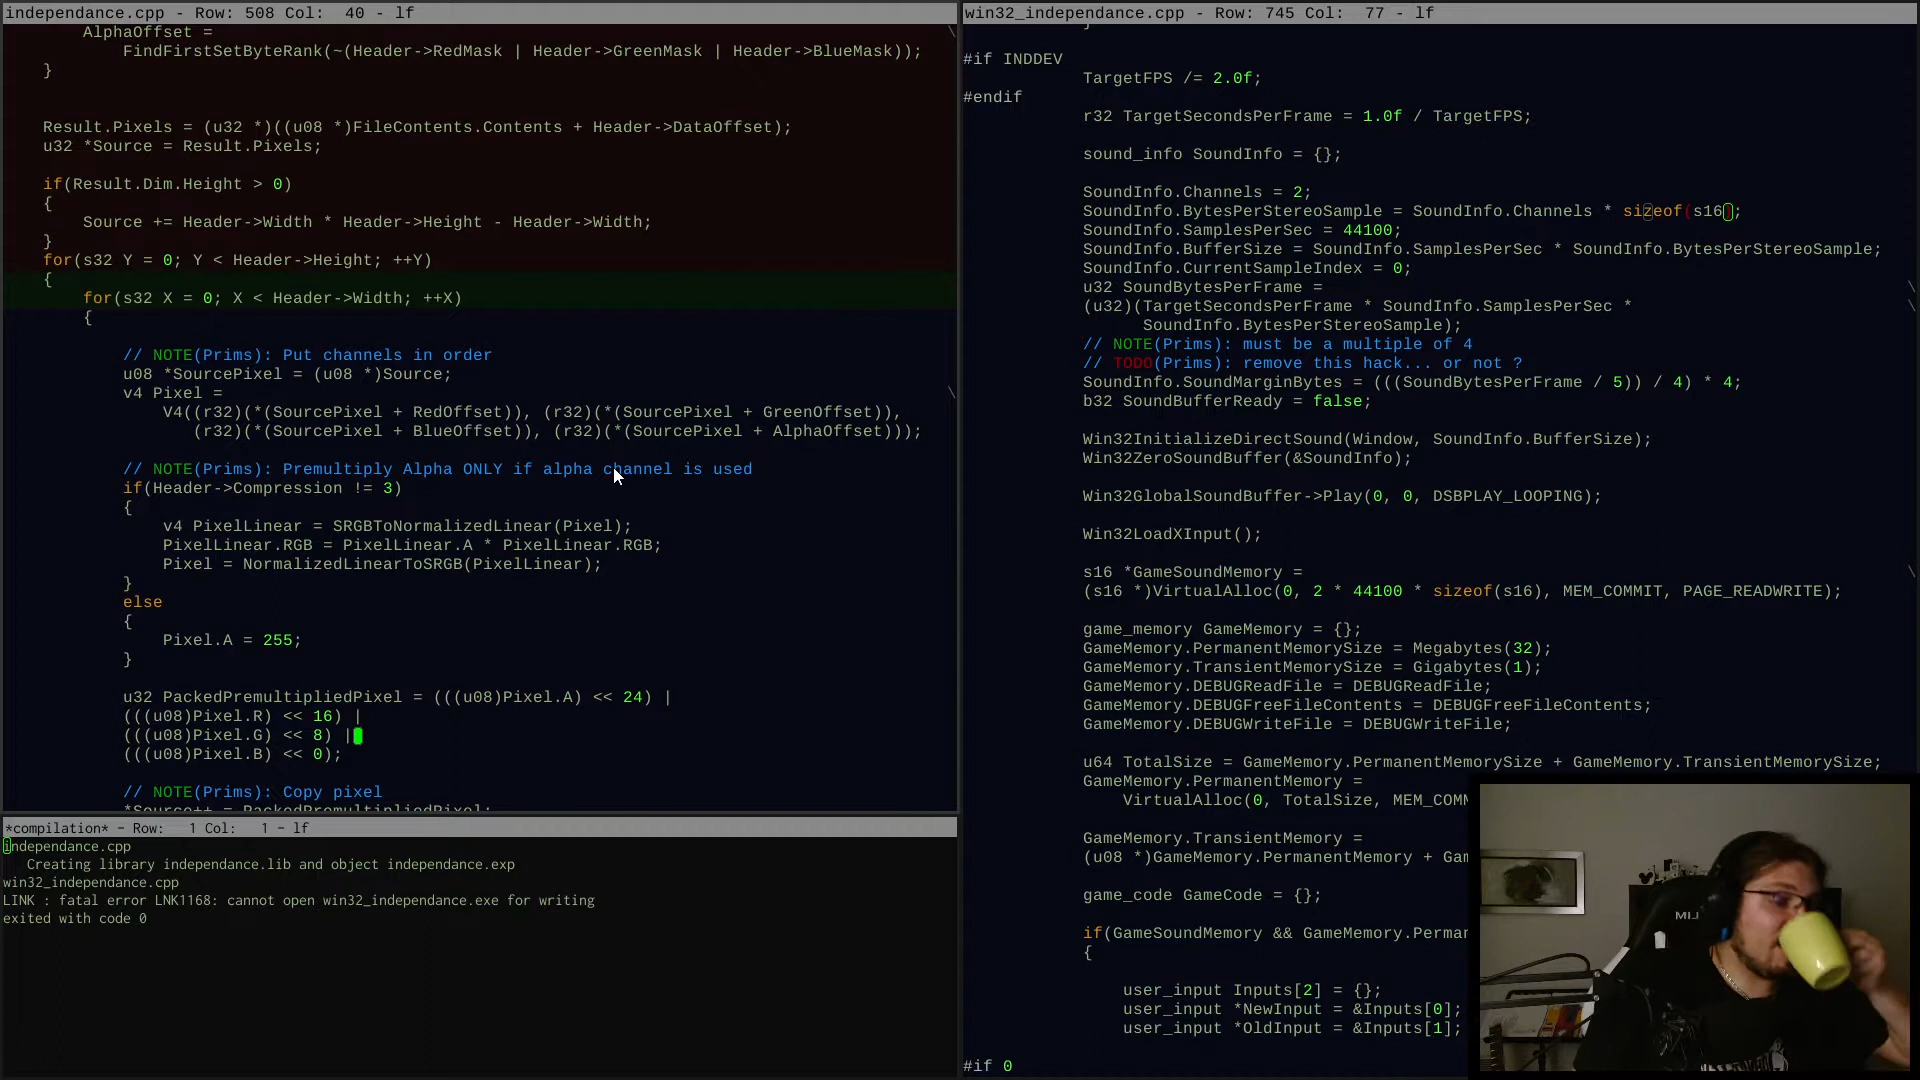 independance.cpp - Row: 508 Col:  40 - lf
AlphaOffset =
FindFirstSetByteRank(~(Header->RedMask | Header->GreenMask | Header->BlueMask));
}
Result.Pixels = (u32 *)((u08 *)FileContents.Contents + Header->DataOffset);
u32 *Source = Result.Pixels;
if(Result.Dim.Height > 0)
{
Source += Header->Width * Header->Height - Header->Width;
}
for(s32 Y = 0; Y < Header->Height; ++Y)
{
for(s32 X = 0; X < Header->Width; ++X)
{
// NOTE(Prims): Put channels in order
u08 *SourcePixel = (u08 *)Source;
v4 Pixel =
V4((r32)(*(SourcePixel + RedOffset)), (r32)(*(SourcePixel + GreenOffset)),
(r32)(*(SourcePixel + BlueOffset)), (r32)(*(SourcePixel + AlphaOffset)));
// NOTE(Prims): Premultiply Alpha ONLY if alpha channel is used
if(Header->Compression != 3)
{
v4 PixelLinear = SRGBToNormalizedLinear(Pixel);
PixelLinear.RGB = PixelLinear.A * PixelLinear.RGB;
Pixel = NormalizedLinearToSRGB(PixelLinear);
}
else
{
Pixel.A = 255;
}
u32 PackedPremultipliedPixel = (((u08)Pixel.A) << 24) |
(((u08)Pixel.R) << 16) |
(((u08)Pixel.G) << 8) |
(((u08)Pixel.B) << 0);
// NOTE(Prims): Copy pixel
*Source++ = PackedPremultipliedPixel;
*compilation* - Row:   1 Col:   1 - lf
independance.cpp
Creating library independance.lib and object independance.exp
win32_independance.cpp
LINK : fatal error LNK1168: cannot open win32_independance.exe for writing
exited with code 0
win32_independance.cpp - Row: 745 Col:  77 - lf
}
#if INDDEV
TargetFPS /= 2.0f;
#endif
r32 TargetSecondsPerFrame = 1.0f / TargetFPS;
sound_info SoundInfo = {};
SoundInfo.Channels = 2;
SoundInfo.BytesPerStereoSample = SoundInfo.Channels * sizeof(s16);
SoundInfo.SamplesPerSec = 44100;
SoundInfo.BufferSize = SoundInfo.SamplesPerSec * SoundInfo.BytesPerStereoSample;
SoundInfo.CurrentSampleIndex = 0;
u32 SoundBytesPerFrame =
(u32)(TargetSecondsPerFrame * SoundInfo.SamplesPerSec *
SoundInfo.BytesPerStereoSample);
// NOTE(Prims): must be a multiple of 4
// TODO(Prims): remove this hack... or not ?
SoundInfo.SoundMarginBytes = (((SoundBytesPerFrame / 5)) / 4) * 4;
b32 SoundBufferReady = false;
Win32InitializeDirectSound(Window, SoundInfo.BufferSize);
Win32ZeroSoundBuffer(&SoundInfo);
Win32GlobalSoundBuffer->Play(0, 0, DSBPLAY_LOOPING);
Win32LoadXInput();
s16 *GameSoundMemory =
(s16 *)VirtualAlloc(0, 2 * 44100 * sizeof(s16), MEM_COMMIT, PAGE_READWRITE);
game_memory GameMemory = {};
GameMemory.PermanentMemorySize = Megabytes(32);
GameMemory.TransientMemorySize = Gigabytes(1);
GameMemory.DEBUGReadFile = DEBUGReadFile;
GameMemory.DEBUGFreeFileContents = DEBUGFreeFileContents;
GameMemory.DEBUGWriteFile = DEBUGWriteFile;
u64 TotalSize = GameMemory.PermanentMemorySize + GameMemory.TransientMemorySize;
GameMemory.PermanentMemory =
VirtualAlloc(0, TotalSize, MEM_COMM
GameMemory.TransientMemory =
(u08 *)GameMemory.PermanentMemory + Gam
game_code GameCode = {};
if(GameSoundMemory && GameMemory.Perman
{
user_input Inputs[2] = {};
user_input *NewInput = &Inputs[0];
user_input *OldInput = &Inputs[1];
#if 0